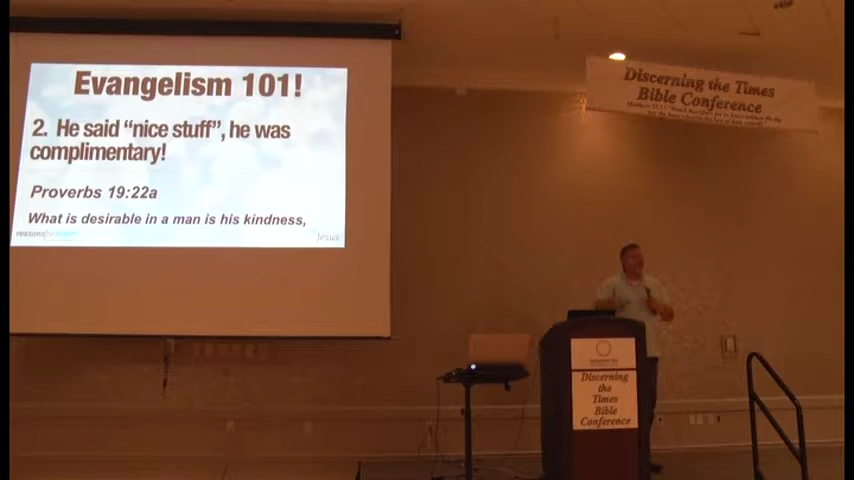 Evangelism 101!
2. He said “nice stuff”, he was
complimentary!
Proverbs 19:22a
What is desirable in a man is his kindness,
Jesus
Discerning the Times
Bible Conference
Discerning
the
Times
Bible
Conference